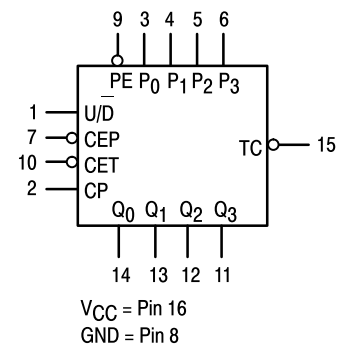 9 3 4 5 6
PE P0 P1 P2 P3
1 U/D̅
7 CEP
10 CET
2 CP
TC 15
Q0 Q1 Q2 Q3
14 13 12 11
VCC = Pin 16
GND = Pin 8